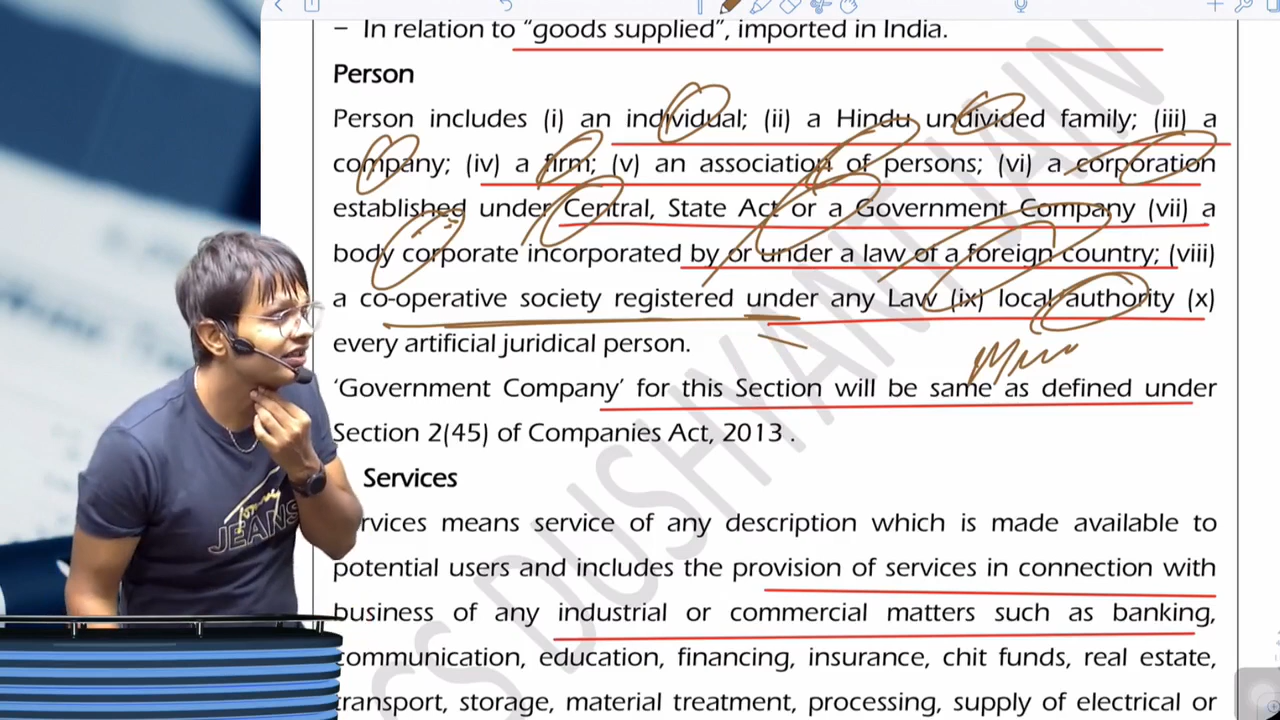 – In relation to “goods supplied”, imported in India.
Person
Person includes (i) an individual; (ii) a Hindu undivided family; (iii) a
company; (iv) a firm; (v) an association of persons; (vi) a corporation
established under Central, State Act or a Government Company (vii) a
body corporate incorporated by or under a law of a foreign country; (viii)
a co-operative society registered under any Law (ix) local authority (x)
every artificial juridical person.
‘Government Company’ for this Section will be same as defined under
Section 2(45) of Companies Act, 2013 .
Services
rvices means service of any description which is made available to
potential users and includes the provision of services in connection with
business of any industrial or commercial matters such as banking,
communication, education, financing, insurance, chit funds, real estate,
transport, storage, material treatment, processing, supply of electrical or
CS DUSHYANT JAIN
JEANS